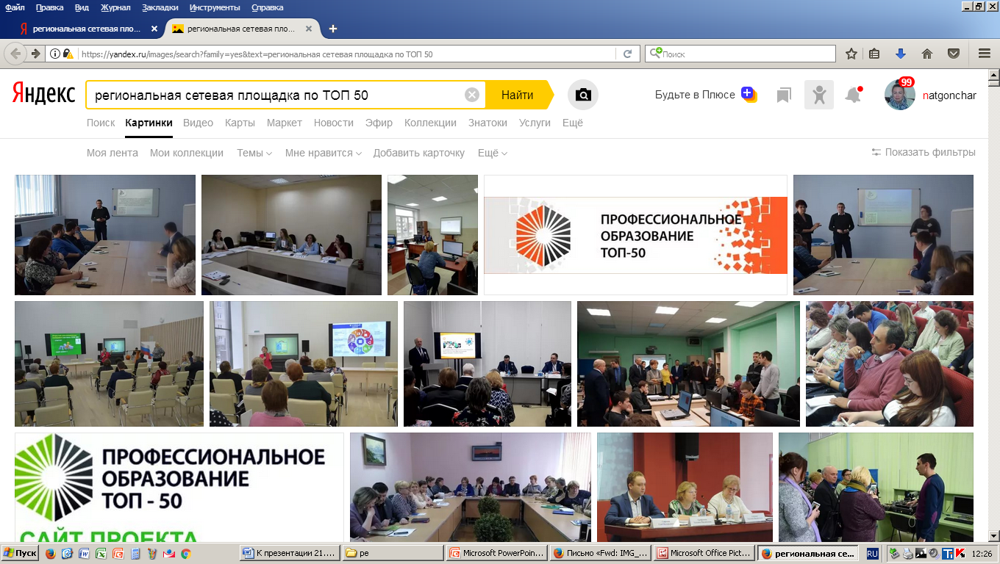 Файл Правка Вид Журнал Закладки Инструменты Справка
Я региональная сетевая пло... региональная сетевая пло...
https://yandex.ru/images/search?family=yes&text=региональная сетевая площадка по ТОП 50 Поиск
Яндекс региональная сетевая площадка по ТОП 50 Найти Будьте в Плюсе 99 natgonchar
Поиск Картинки Видео Карты Маркет Новости Эфир Коллекции Знатоки Услуги Ещё
Моя лента Мои коллекции Темы Мне нравится Добавить карточку Ещё Показать фильтры
ПРОФЕССИОНАЛЬНОЕ
ОБРАЗОВАНИЕ
ТОП-50
ПРОФЕССИОНАЛЬНОЕ
ОБРАЗОВАНИЕ
ТОП - 50
САЙТ ПРОЕКТА
Пуск К презентации 21.... pe Microsoft PowerPoin... Письмо «Fwd: IMG_... Microsoft Office Pict... региональная се... RU 12:26